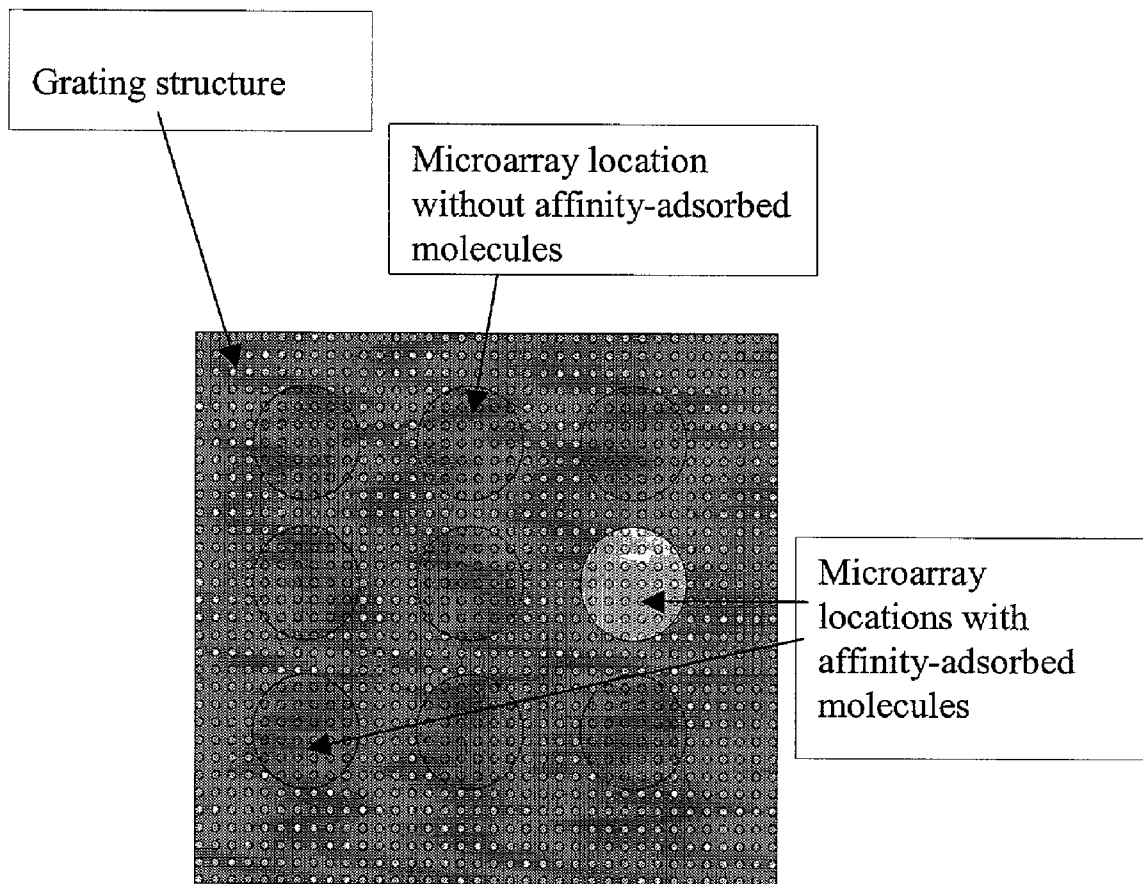 Grating structure
Microarray location
without affinity-adsorbed
molecules
Microarray
locations with
affinity-adsorbed
molecules